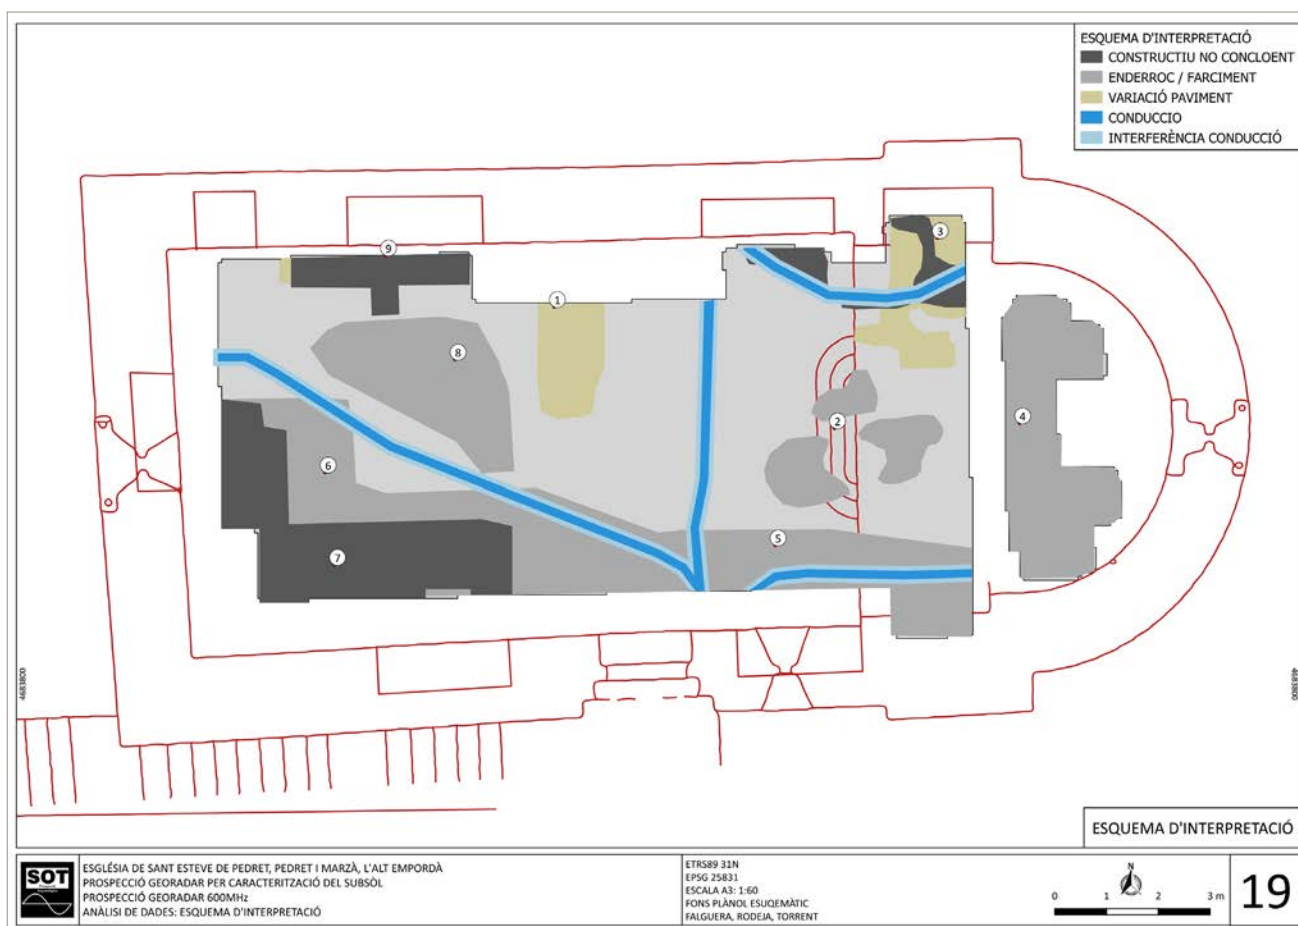 ESQUEMA D'INTERPRETACIÓ
CONSTRUCTIU NO CONCLOENT
ENDERROC / FARCIMENT
VARIACIÓ PAVIMENT
CONDUCCIO
INTERFERÈNCIA CONDUCCIÓ
3
9
1
8
4
2
6
5
7
4683800
4683800
ESQUEMA D'INTERPRETACIÓ
SOT
ESGLÉSIA DE SANT ESTEVE DE PEDRET, PEDRET I MARZÀ, L'ALT EMPORDÀ
PROSPECCIÓ GEORADAR PER CARACTERITZACIÓ DEL SUBSÒL
PROSPECCIÓ GEORADAR 600MHz
ANÀLISI DE DADES: ESQUEMA D'INTERPRETACIÓ
ETRS89 31N
EPSG 25831
ESCALA A3: 1:60
FONS PLÀNOL ESUQEMÀTIC
FALGUERA, RODEJA, TORRENT
N
0 1 2 3 m
19